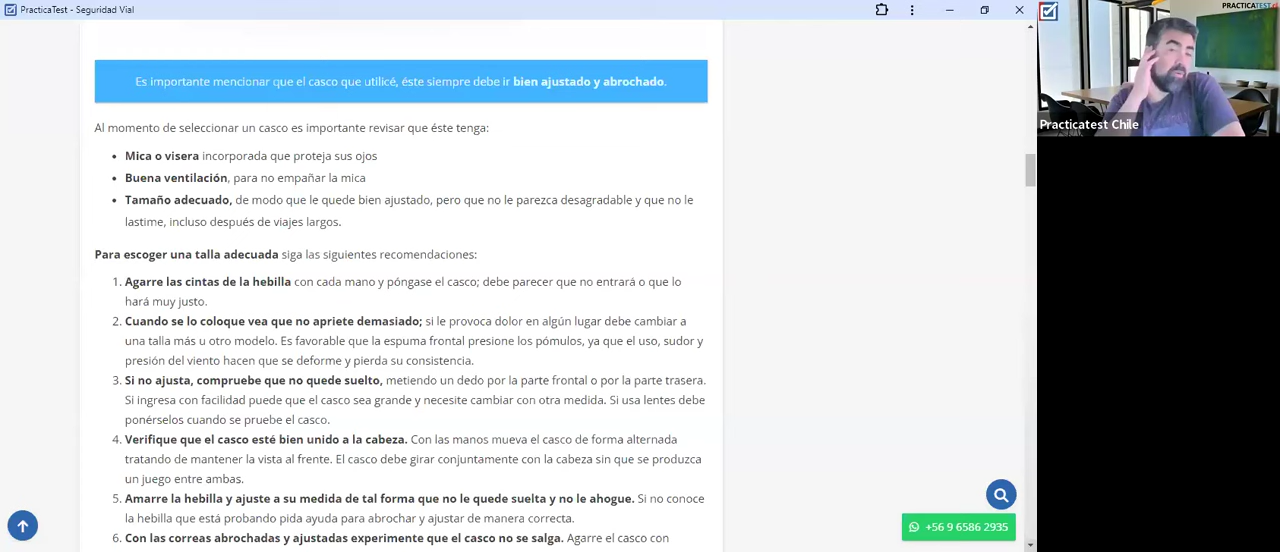 PracticaTest - Seguridad Vial
PRACTICATEST.cl
Practicatest Chile
Es importante mencionar que el casco que utilicé, éste siempre debe ir bien ajustado y abrochado.
Al momento de seleccionar un casco es importante revisar que éste tenga:
• Mica o visera incorporada que proteja sus ojos
• Buena ventilación, para no empañar la mica
• Tamaño adecuado, de modo que le quede bien ajustado, pero que no le parezca desagradable y que no le
lastime, incluso después de viajes largos.
Para escoger una talla adecuada siga las siguientes recomendaciones:
1. Agarre las cintas de la hebilla con cada mano y póngase el casco; debe parecer que no entrará o que lo
hará muy justo.
2. Cuando se lo coloque vea que no apriete demasiado; si le provoca dolor en algún lugar debe cambiar a
una talla más u otro modelo. Es favorable que la espuma frontal presione los pómulos, ya que el uso, sudor y
presión del viento hacen que se deforme y pierda su consistencia.
3. Si no ajusta, compruebe que no quede suelto, metiendo un dedo por la parte frontal o por la parte trasera.
Si ingresa con facilidad puede que el casco sea grande y necesite cambiar con otra medida. Si usa lentes debe
ponérselos cuando se pruebe el casco.
4. Verifique que el casco esté bien unido a la cabeza. Con las manos mueva el casco de forma alternada
tratando de mantener la vista al frente. El casco debe girar conjuntamente con la cabeza sin que se produzca
un juego entre ambas.
5. Amarre la hebilla y ajuste a su medida de tal forma que no le quede suelta y no le ahogue. Si no conoce
la hebilla que está probando pida ayuda para abrochar y ajustar de manera correcta.
6. Con las correas abrochadas y ajustadas experimente que el casco no se salga. Agarre el casco con
+56 9 6586 2935